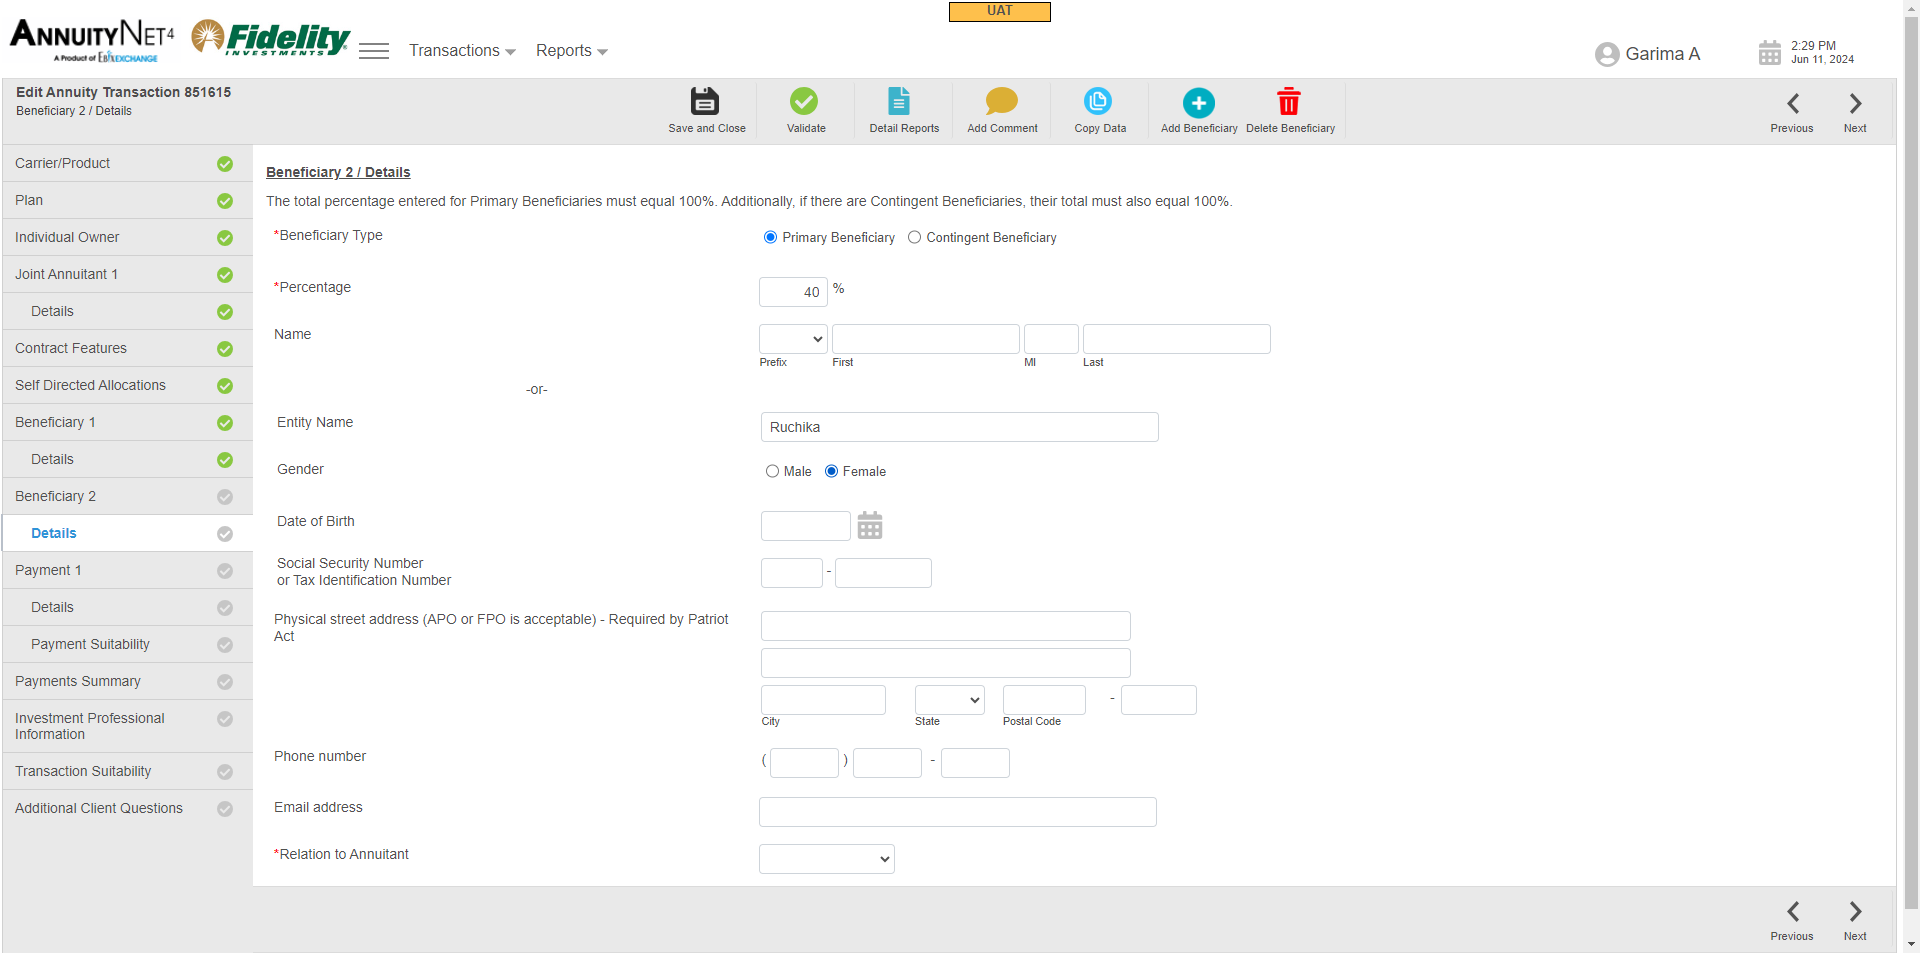 UAT
ANNUITYNET4
A Product of EbixEXCHANGE
Fidelity
INVESTMENTS
Transactions
Reports
Garima A
2:29 PM
Jun 11, 2024
Edit Annuity Transaction 851615
Beneficiary 2 / Details
Save and Close
Validate
Detail Reports
Add Comment
Copy Data
Add Beneficiary
Delete Beneficiary
Previous
Next
Carrier/Product
Plan
Individual Owner
Joint Annuitant 1
Details
Contract Features
Self Directed Allocations
Beneficiary 1
Details
Beneficiary 2
Details
Payment 1
Details
Payment Suitability
Payments Summary
Investment Professional
Information
Transaction Suitability
Additional Client Questions
Beneficiary 2 / Details
The total percentage entered for Primary Beneficiaries must equal 100%. Additionally, if there are Contingent Beneficiaries, their total must also equal 100%.
*Beneficiary Type
Primary Beneficiary
Contingent Beneficiary
*Percentage
40 %
Name
Prefix
First
MI
Last
-or-
Entity Name
Ruchika
Gender
Male
Female
Date of Birth
Social Security Number
or Tax Identification Number
-
Physical street address (APO or FPO is acceptable) - Required by Patriot
Act
-
City
State
Postal Code
Phone number
( ) -
Email address
*Relation to Annuitant
Previous
Next